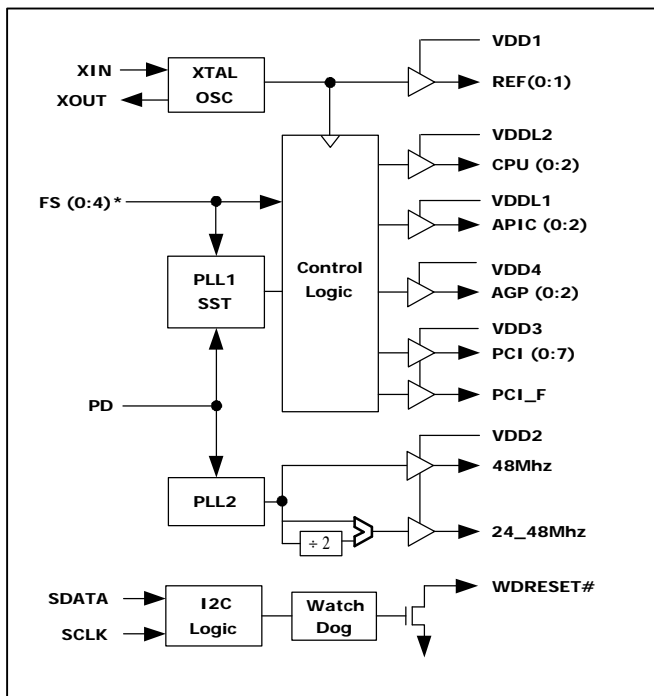 VDD1
XIN
XTAL
OSC
XOUT
REF(0:1)
VDDL2
CPU (0:2)
FS (0:4)*
VDDL1
APIC (0:2)
PLL1
SST
Control
Logic
VDD4
AGP (0:2)
VDD3
PCI (0:7)
PD
PCI_F
VDD2
48Mhz
PLL2
24_48Mhz
÷ 2
WDRESET#
SDATA
SCLK
I2C
Logic
Watch
Dog